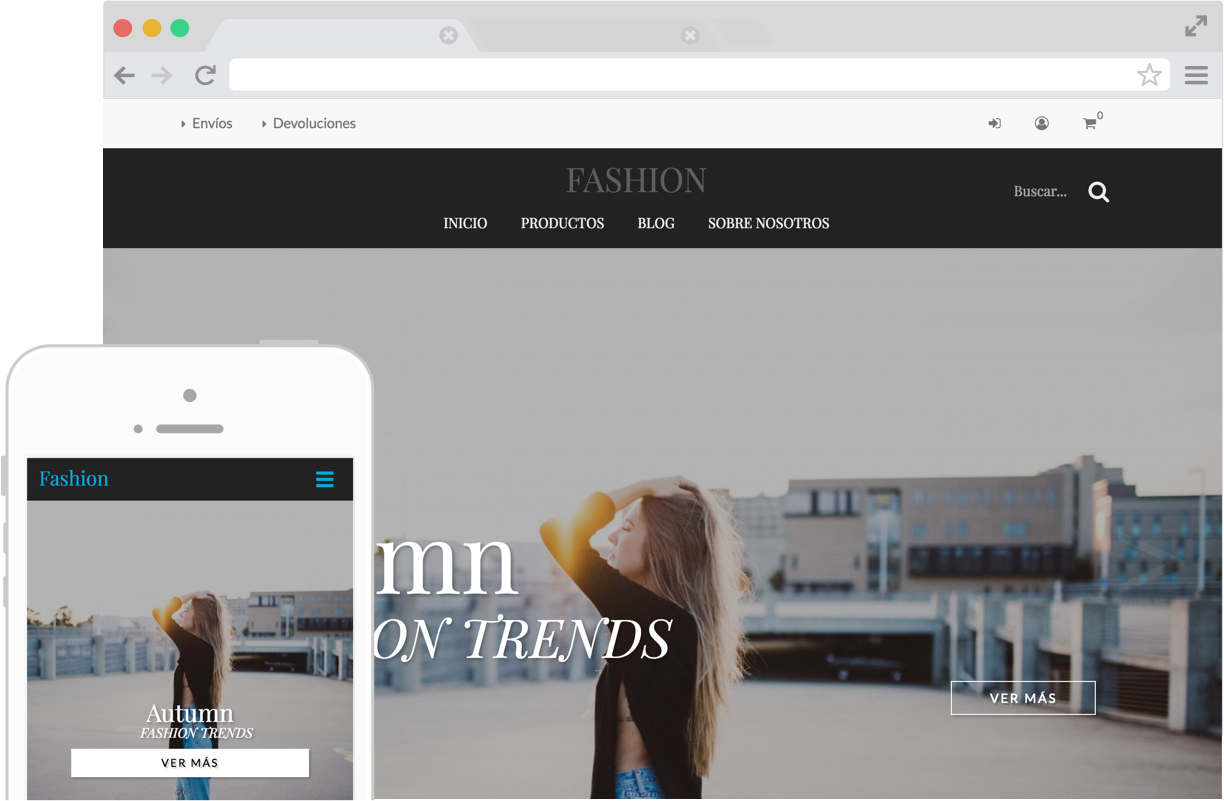 Envíos
Devoluciones
0
FASHION
Buscar...
INICIO PRODUCTOS BLOG SOBRE NOSOTROS
mn
ON TRENDS
VER MÁS
Fashion
Autumn
FASHION TRENDS
VER MÁS